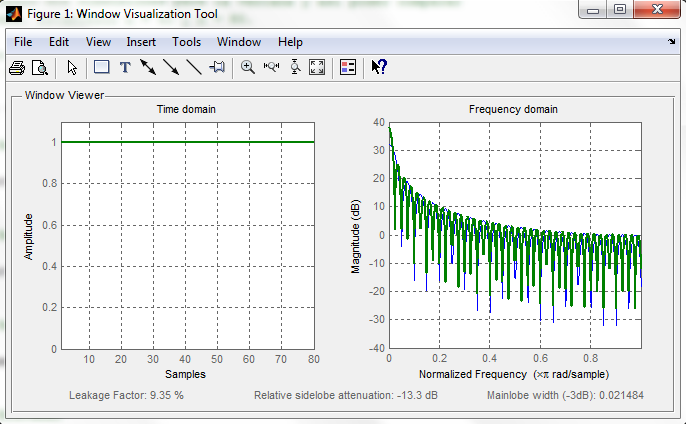 Figure 1: Window Visualization Tool
File Edit View Insert Tools Window Help
Window Viewer
Time domain
Frequency domain
Amplitude
1
0.8
0.6
0.4
0.2
0
10 20 30 40 50 60 70 80
Samples
Magnitude (dB)
40
30
20
10
0
-10
-20
-30
-40
0 0.2 0.4 0.6 0.8
Normalized Frequency (×π rad/sample)
Leakage Factor: 9.35 %
Relative sidelobe attenuation: -13.3 dB
Mainlobe width (-3dB): 0.021484